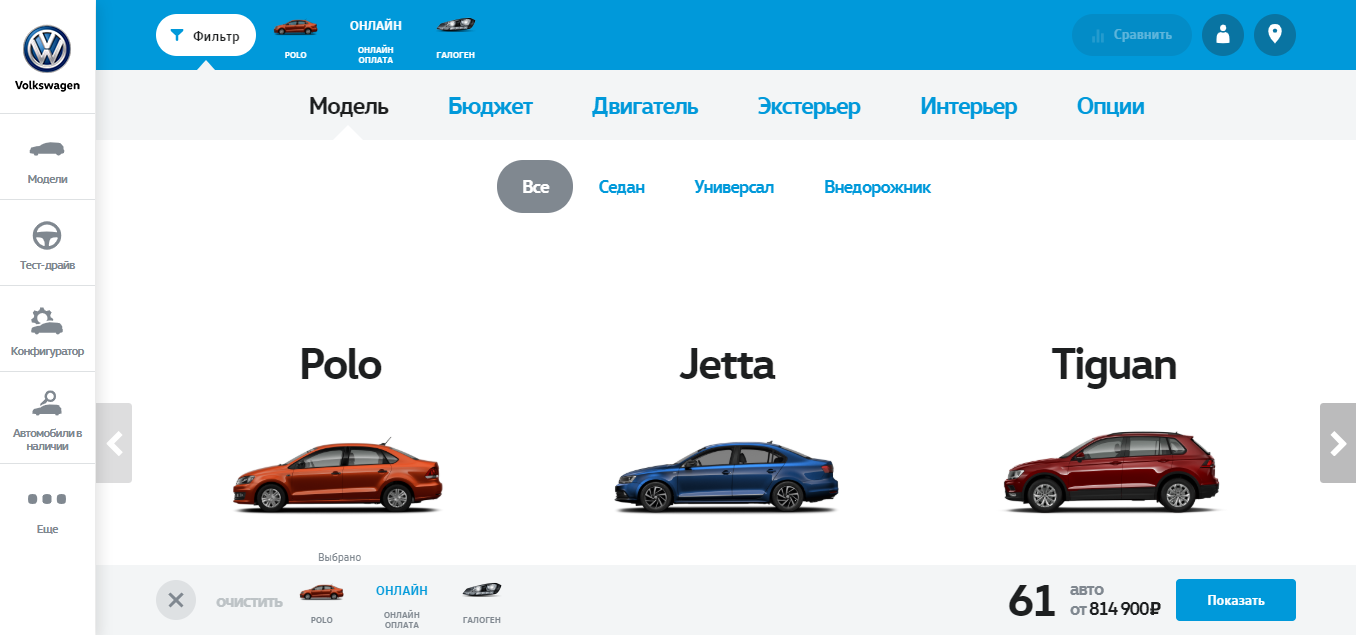 Volkswagen
Модели
Тест-драйв
Конфигуратор
Автомобили в
наличии
Еще
Фильтр
POLO
ОНЛАЙН
ОНЛАЙН
ОПЛАТА
ГАЛОГЕН
Сравнить
Модель
Бюджет
Двигатель
Экстерьер
Интерьер
Опции
Все
Седан
Универсал
Внедорожник
Polo
Jetta
Tiguan
Выбрано
ОЧИСТИТЬ
POLO
ОНЛАЙН
ОНЛАЙН
ОПЛАТА
ГАЛОГЕН
61
авто
от 814 900₽
Показать